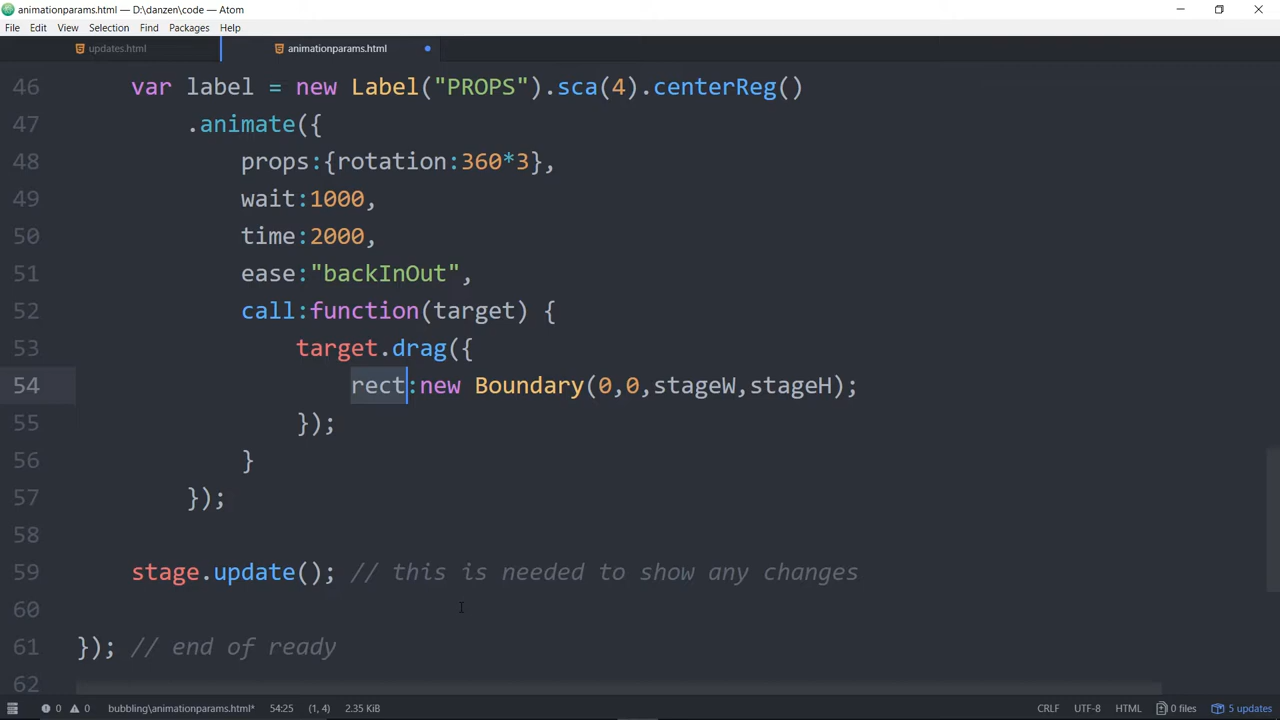 animationparams.html — D:\danzen\code — Atom
File Edit View Selection Find Packages Help
updates.html animationparams.html
46 var label = new Label("PROPS").sca(4).centerReg()
47 .animate({
48 props:{rotation:360*3},
49 wait:1000,
50 time:2000,
51 ease:"backInOut",
52 call:function(target) {
53 target.drag({
54 rect:new Boundary(0,0,stageW,stageH);
55 });
56 }
57 });
58
59 stage.update(); // this is needed to show any changes
60
61 }); // end of ready
62
0 0 bubbling\animationparams.html* 54:25 (1, 4) 2.35 KiB CRLF UTF-8 HTML 0 files 5 updates